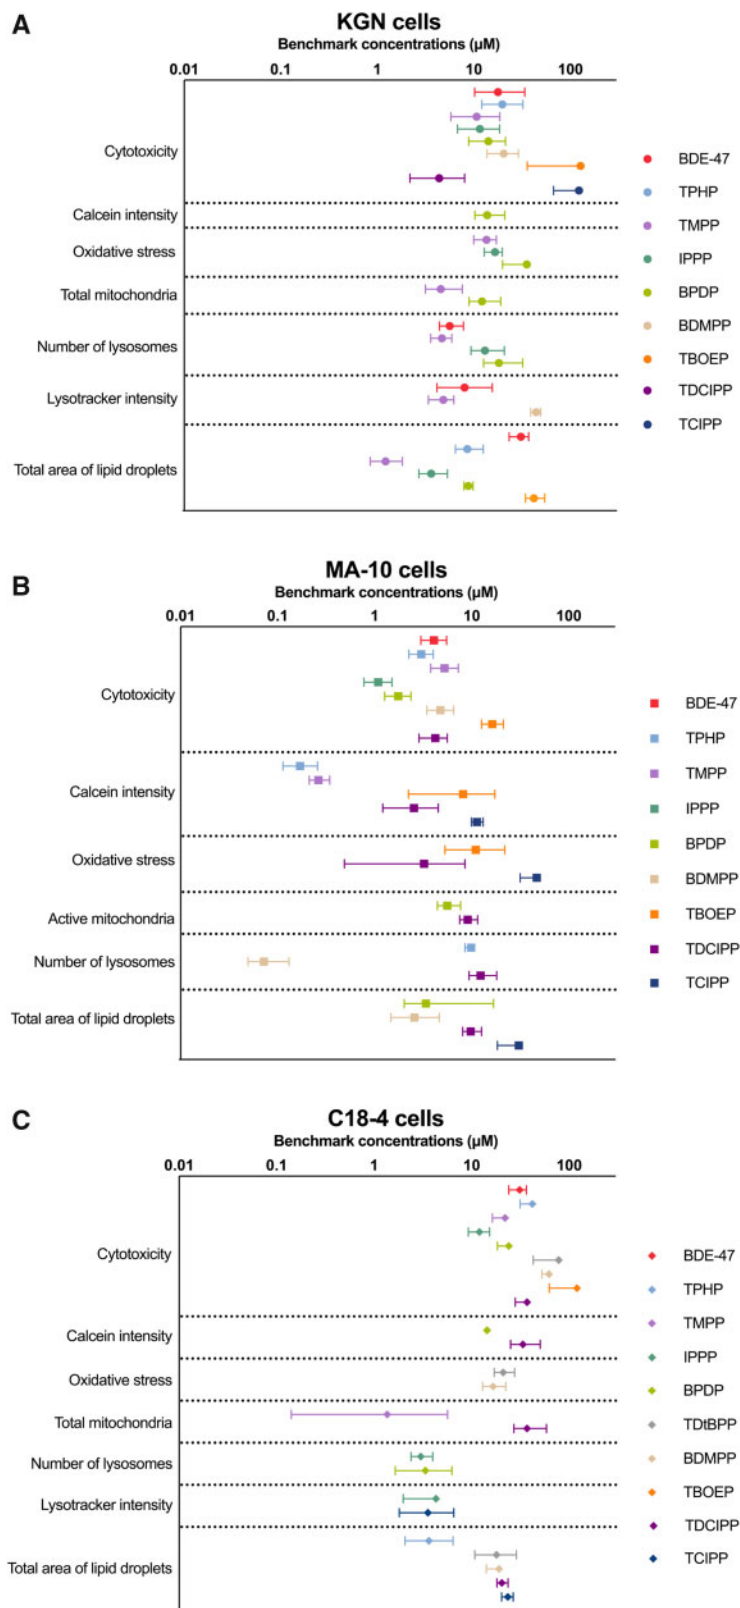 A
KGN cells
Benchmark concentrations (µM)
0.01 0.1 1 10 100
Cytotoxicity
Calcein intensity
Oxidative stress
Total mitochondria
Number of lysosomes
Lysotracker intensity
Total area of lipid droplets
BDE-47
TPHP
TMPP
IPPP
BPDP
BDMPP
TBOEP
TDCIPP
TCIPP
B
MA-10 cells
Benchmark concentrations (µM)
0.01 0.1 1 10 100
Cytotoxicity
Calcein intensity
Oxidative stress
Active mitochondria
Number of lysosomes
Total area of lipid droplets
BDE-47
TPHP
TMPP
IPPP
BPDP
BDMPP
TBOEP
TDCIPP
TCIPP
C
C18-4 cells
Benchmark concentrations (µM)
0.01 0.1 1 10 100
Cytotoxicity
Calcein intensity
Oxidative stress
Total mitochondria
Number of lysosomes
Lysotracker intensity
Total area of lipid droplets
BDE-47
TPHP
TMPP
IPPP
BPDP
TDtBPP
BDMPP
TBOEP
TDCIPP
TCIPP